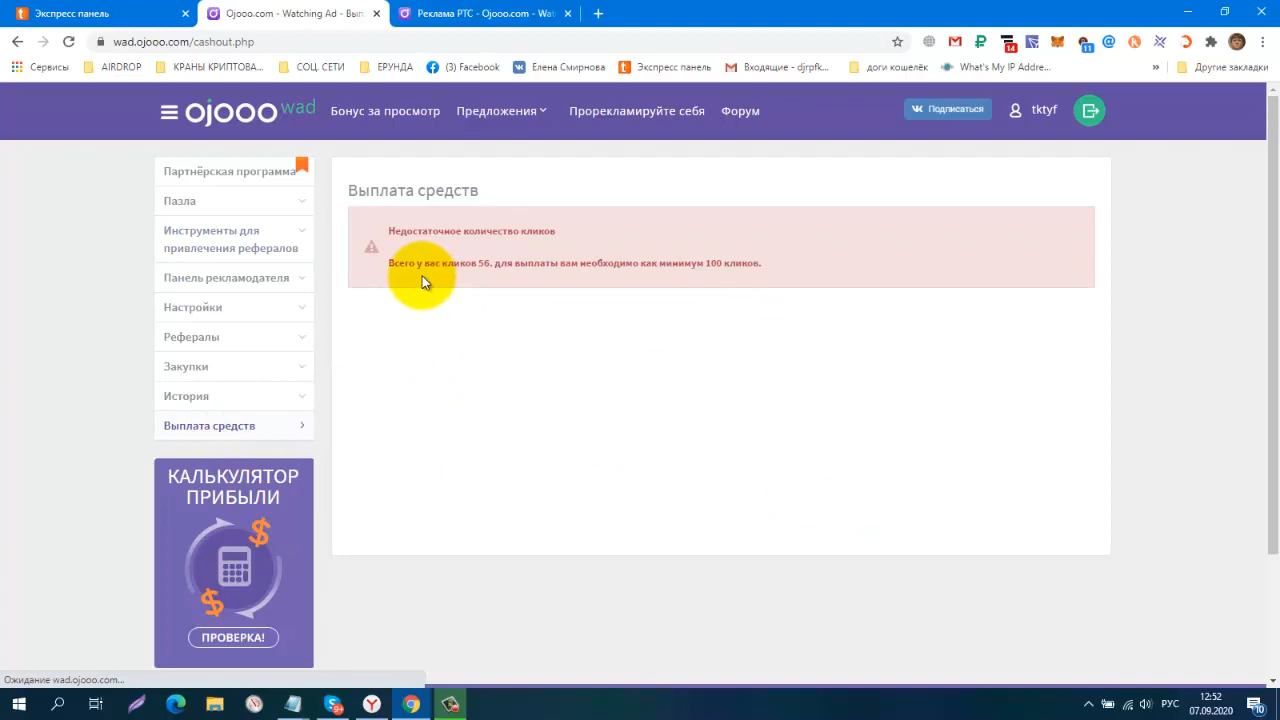 Экспресс панель
Watching Ad - Ojooo.com - Вып
Реклама PTC - Ojooo.com - Wat
wad.ojooo.com/cashout.php
14
11
Сервисы
AIRDROP
КРАНЫ КРИПТОВА...
СОЦ. СЕТИ
ЕРУНДА
(3) Facebook
Елена Смирнова
Экспресс панель
Входящие - djrpfk...
доги кошелёк
What's My IP Addre...
»
Другие закладки
ojooo wad
Бонус за просмотр
Предложения
Прорекламируйте себя
Форум
Подписаться
tktyf
Партнёрская программа
Пазла
Инструменты для
привлечения рефералов
Панель рекламодателя
Настройки
Рефералы
Закупки
История
Выплата средств
Выплата средств
Недостаточное количество кликов
Всего у вас кликов 56, для выплаты вам необходимо как минимум 100 кликов.
КАЛЬКУЛЯТОР
ПРИБЫЛИ
ПРОВЕРКА!
Ожидание wad.ojooo.com...
РУС
12:52
07.09.2020
10